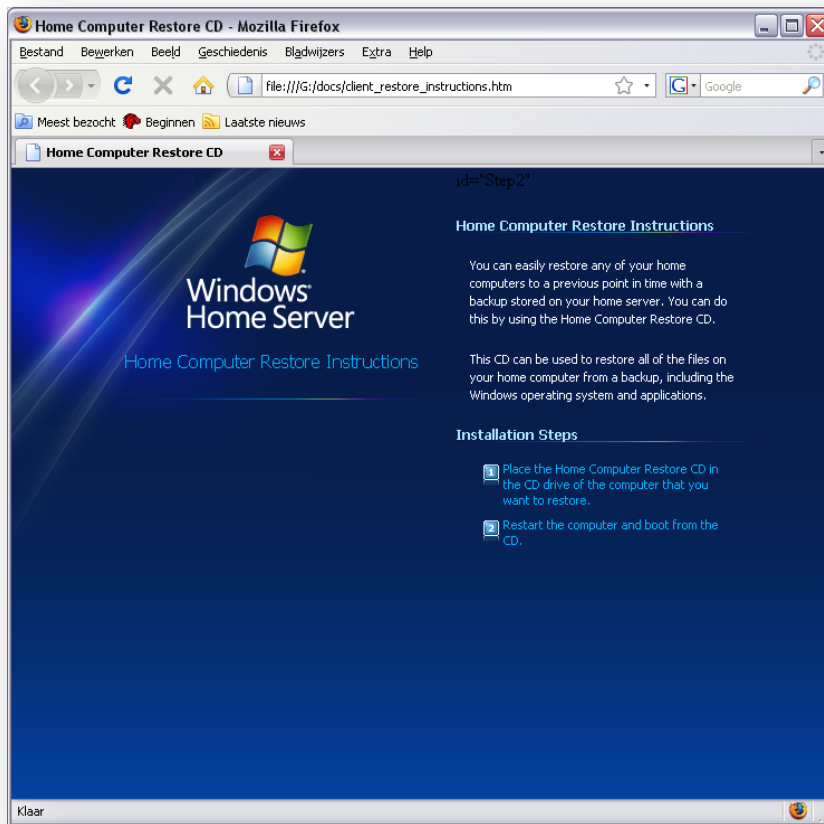 Home Computer Restore CD - Mozilla Firefox
Bestand Bewerken Beeld Geschiedenis Bladwijzers Extra Help
file:///G:/docs/client_restore_instructions.htm
G Google
Meest bezocht Beginnen Laatste nieuws
Home Computer Restore CD
id="Step2"
Windows
Home Server
Home Computer Restore Instructions
Home Computer Restore Instructions
You can easily restore any of your home
computers to a previous point in time with a
backup stored on your home server. You can do
this by using the Home Computer Restore CD.
This CD can be used to restore all of the files on
your home computer from a backup, including the
Windows operating system and applications.
Installation Steps
1 Place the Home Computer Restore CD in
the CD drive of the computer that you
want to restore.
2 Restart the computer and boot from the
CD.
Klaar